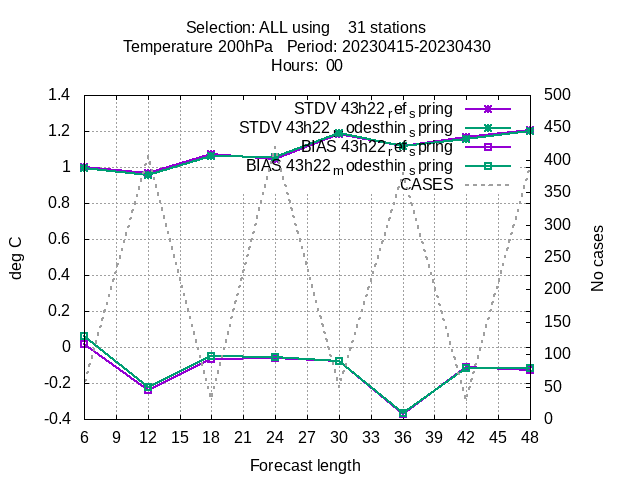 Selection: ALL using    31 stations
Temperature 200hPa   Period: 20230415-20230430
Hours:  00
STDV 43h22_ref_spring
STDV 43h22_modesthin_spring
BIAS 43h22_ref_spring
BIAS 43h22_modesthin_spring
CASES
1.4
1.2
1
0.8
0.6
0.4
0.2
0
-0.2
-0.4
deg C
500
450
400
350
300
250
200
150
100
50
0
No cases
6 9 12 15 18 21 24 27 30 33 36 39 42 45 48
Forecast length